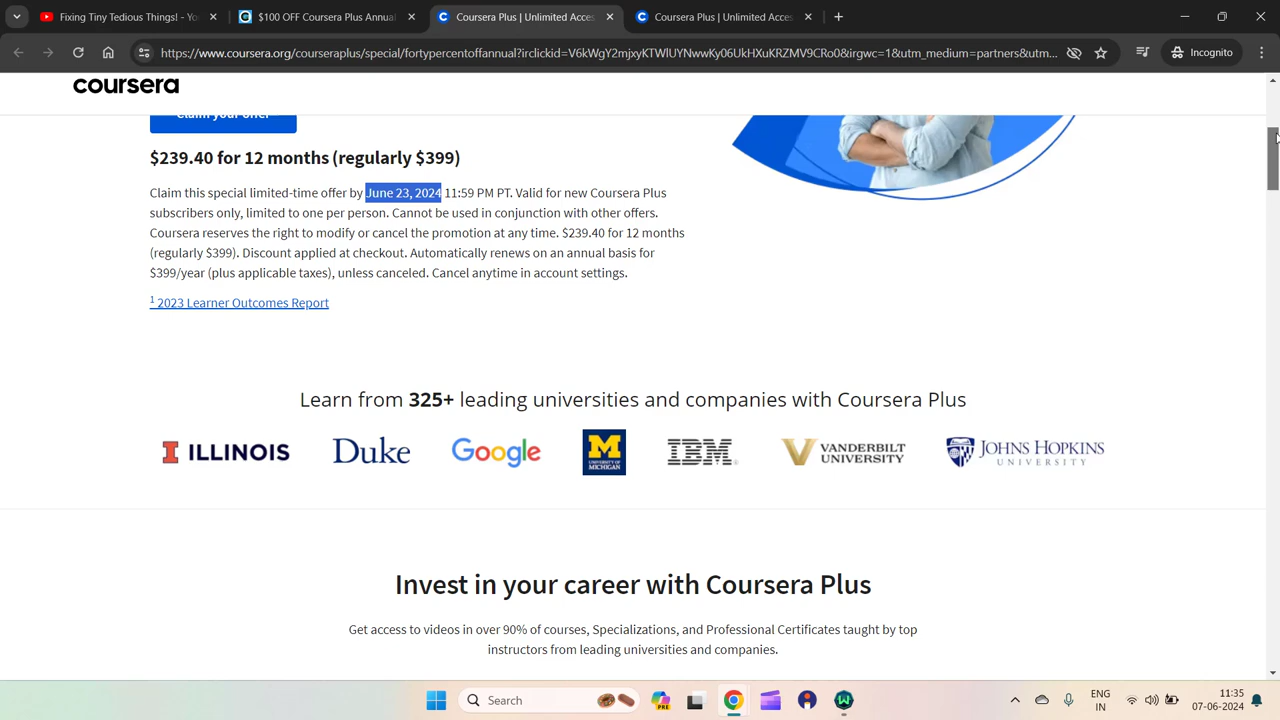 Fixing Tiny Tedious Things! - Yo
$100 OFF Coursera Plus Annual
Coursera Plus | Unlimited Acces
Coursera Plus | Unlimited Acces
https://www.coursera.org/courseraplus/special/fortypercentoffannual?irclickid=V6kWgY2mjxyKTWlUYNwwKy06UkHXuKRZMV9CRo0&irgwc=1&utm_medium=partners&utm...
Incognito
coursera
Claim your offer
$239.40 for 12 months (regularly $399)
Claim this special limited-time offer by June 23, 2024 11:59 PM PT. Valid for new Coursera Plus
subscribers only, limited to one per person. Cannot be used in conjunction with other offers.
Coursera reserves the right to modify or cancel the promotion at any time. $239.40 for 12 months
(regularly $399). Discount applied at checkout. Automatically renews on an annual basis for
$399/year (plus applicable taxes), unless canceled. Cancel anytime in account settings.
1 2023 Learner Outcomes Report
Learn from 325+ leading universities and companies with Coursera Plus
ILLINOIS Duke Google M UNIVERSITY OF MICHIGAN IBM VANDERBILT UNIVERSITY JOHNS HOPKINS UNIVERSITY
Invest in your career with Coursera Plus
Get access to videos in over 90% of courses, Specializations, and Professional Certificates taught by top
instructors from leading universities and companies.
Search
PRE
ENG
IN
11:35
07-06-2024